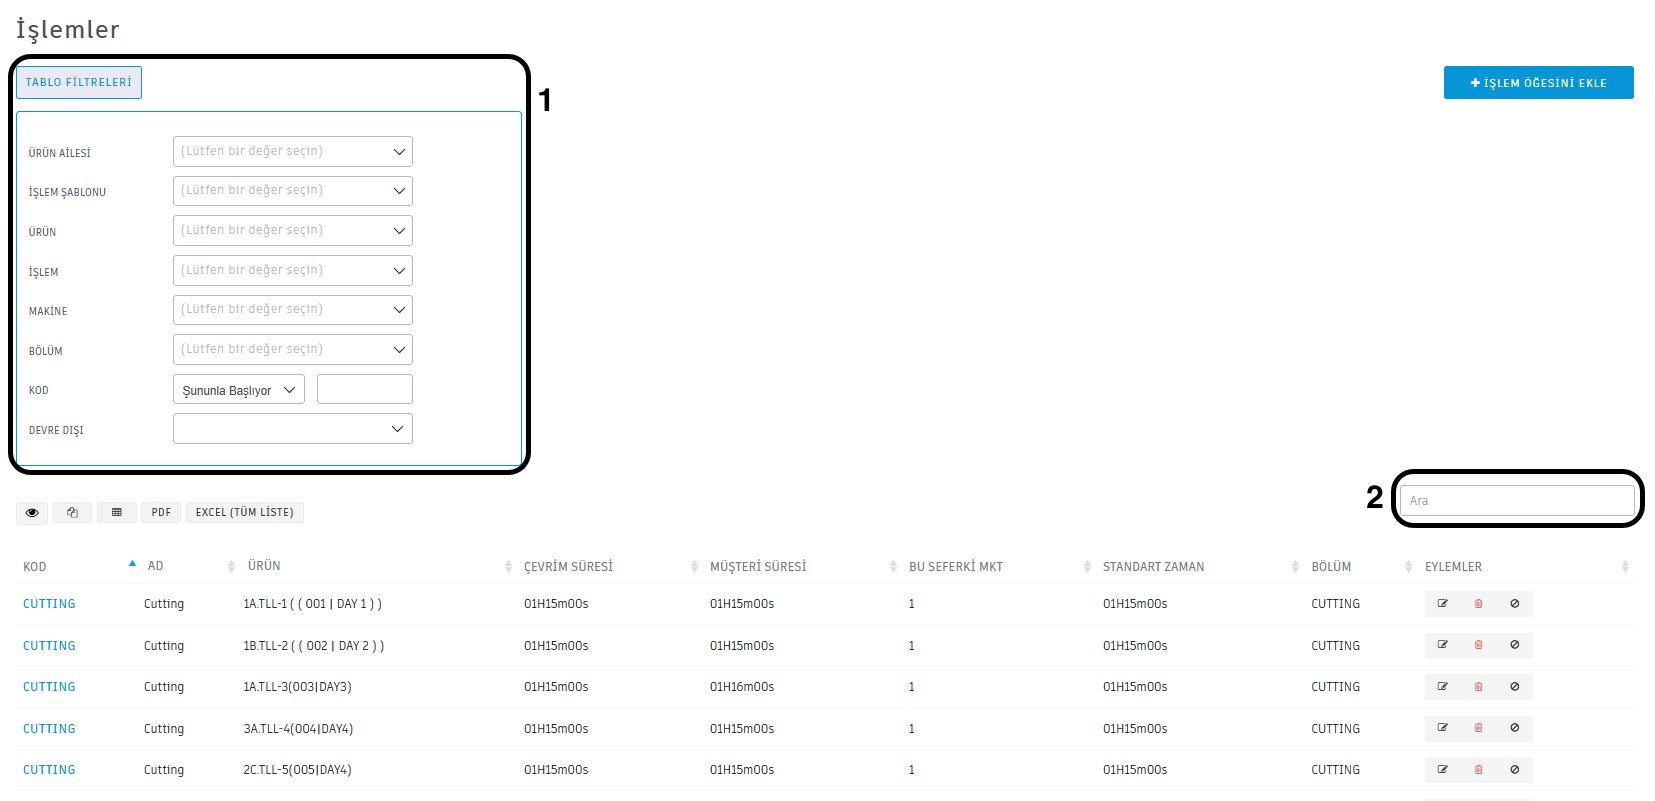 İşlemler
TABLO FİLTRELERİ
1
+ İŞLEM ÖĞESİNİ EKLE
ÜRÜN AİLESİ (Lütfen bir değer seçin)
İŞLEM ŞABLONU (Lütfen bir değer seçin)
ÜRÜN (Lütfen bir değer seçin)
İŞLEM (Lütfen bir değer seçin)
MAKİNE (Lütfen bir değer seçin)
BÖLÜM (Lütfen bir değer seçin)
KOD Şununla Başlıyor
DEVRE DIŞI
2 Ara
PDF EXCEL (TÜM LİSTE)
KOD AD ÜRÜN ÇEVRİM SÜRESİ MÜŞTERİ SÜRESİ BU SEFERKİ MKT STANDART ZAMAN BÖLÜM EYLEMLER
CUTTING Cutting 1A.TLL-1 ( ( 001 | DAY 1 ) ) 01H15m00s 01H15m00s 1 01H15m00s CUTTING
CUTTING Cutting 1B.TLL-2 ( ( 002 | DAY 2 ) ) 01H15m00s 01H15m00s 1 01H15m00s CUTTING
CUTTING Cutting 1A.TLL-3(003|DAY3) 01H15m00s 01H16m00s 1 01H15m00s CUTTING
CUTTING Cutting 3A.TLL-4(004|DAY4) 01H15m00s 01H15m00s 1 01H15m00s CUTTING
CUTTING Cutting 2C.TLL-5(005|DAY4) 01H15m00s 01H15m00s 1 01H15m00s CUTTING